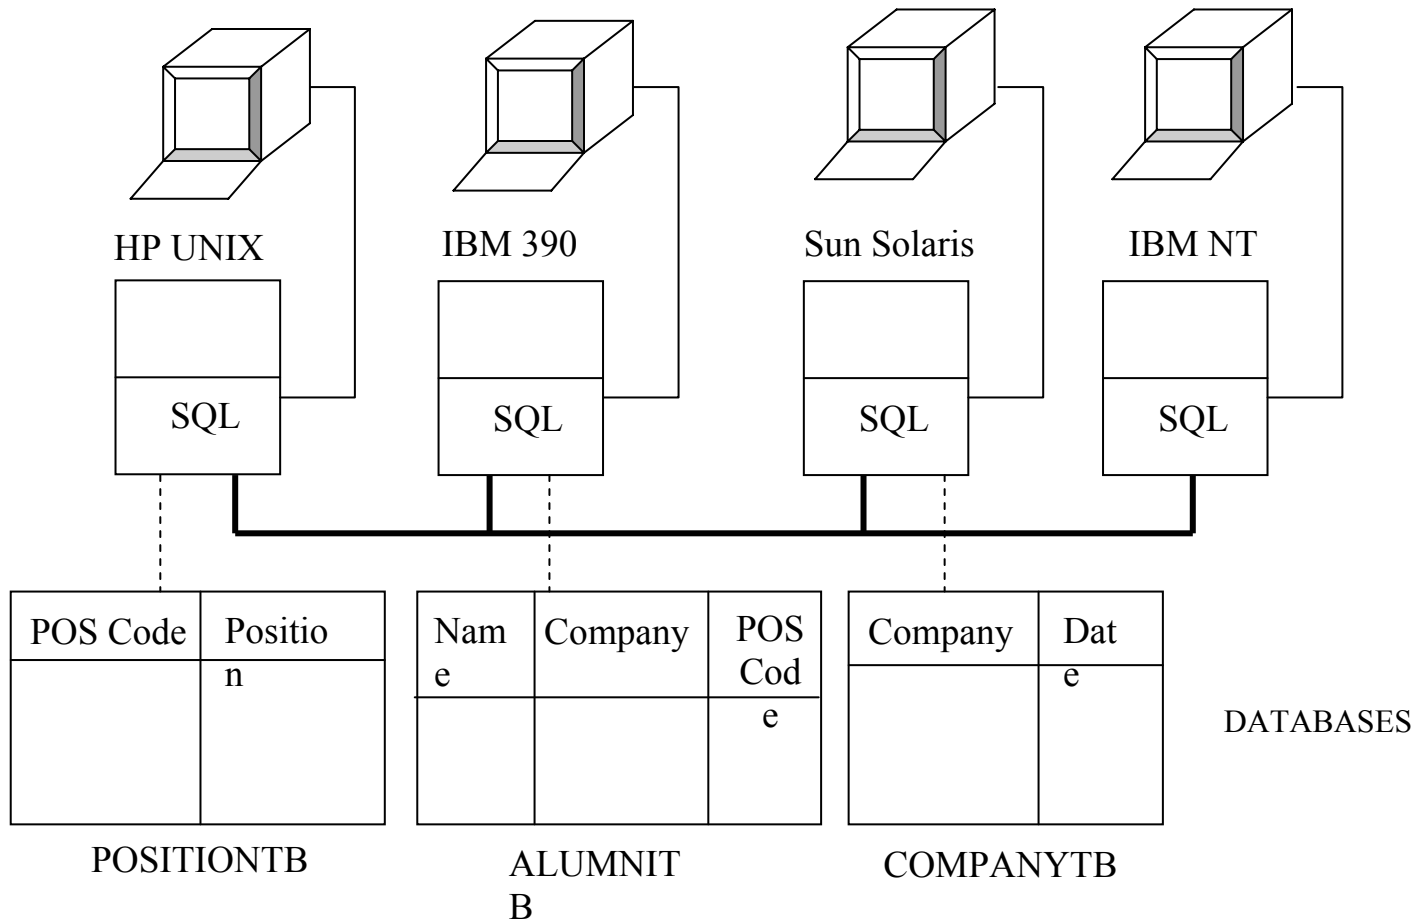 HP UNIX
IBM 390
Sun Solaris
IBM NT
SQL
SQL
SQL
SQL
POS Code
Positio
n
Nam
e
Company
POS
Cod
e
Company
Dat
e
DATABASES
POSITIONTB
ALUMNIT
B
COMPANYTB